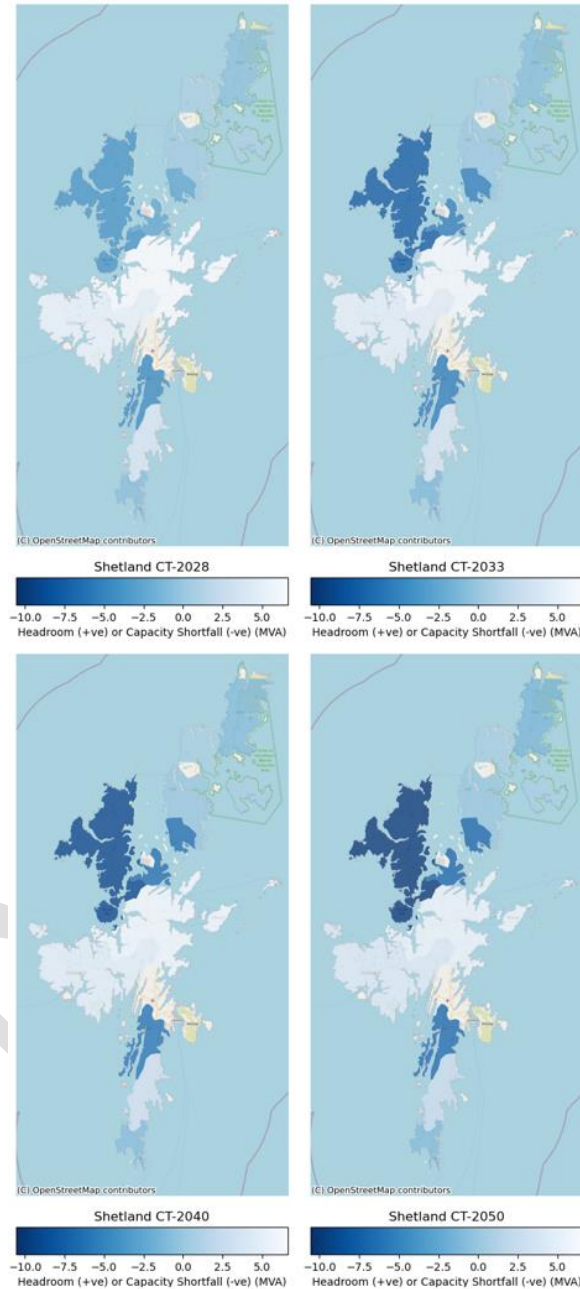 (C) OpenStreetMap contributors
Shetland CT-2028
−10.0 −7.5 −5.0 −2.5 0.0 2.5 5.0
Headroom (+ve) or Capacity Shortfall (-ve) (MVA)
(C) OpenStreetMap contributors
Shetland CT-2033
−10.0 −7.5 −5.0 −2.5 0.0 2.5 5.0
Headroom (+ve) or Capacity Shortfall (-ve) (MVA)
(C) OpenStreetMap contributors
Shetland CT-2040
−10.0 −7.5 −5.0 −2.5 0.0 2.5 5.0
Headroom (+ve) or Capacity Shortfall (-ve) (MVA)
(C) OpenStreetMap contributors
Shetland CT-2050
−10.0 −7.5 −5.0 −2.5 0.0 2.5 5.0
Headroom (+ve) or Capacity Shortfall (-ve) (MVA)